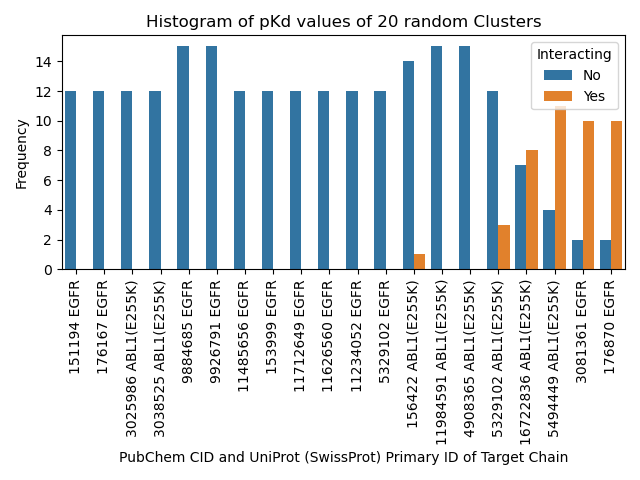 Histogram of pKd values of 20 random Clusters
Interacting
No
Yes
Frequency
14
12
10
8
6
4
2
0
151194 EGFR
176167 EGFR
3025986 ABL1(E255K)
3038525 ABL1(E255K)
9884685 EGFR
9926791 EGFR
11485656 EGFR
153999 EGFR
11712649 EGFR
11626560 EGFR
11234052 EGFR
5329102 EGFR
156422 ABL1(E255K)
11984591 ABL1(E255K)
4908365 ABL1(E255K)
5329102 ABL1(E255K)
16722836 ABL1(E255K)
5494449 ABL1(E255K)
3081361 EGFR
176870 EGFR
PubChem CID and UniProt (SwissProt) Primary ID of Target Chain